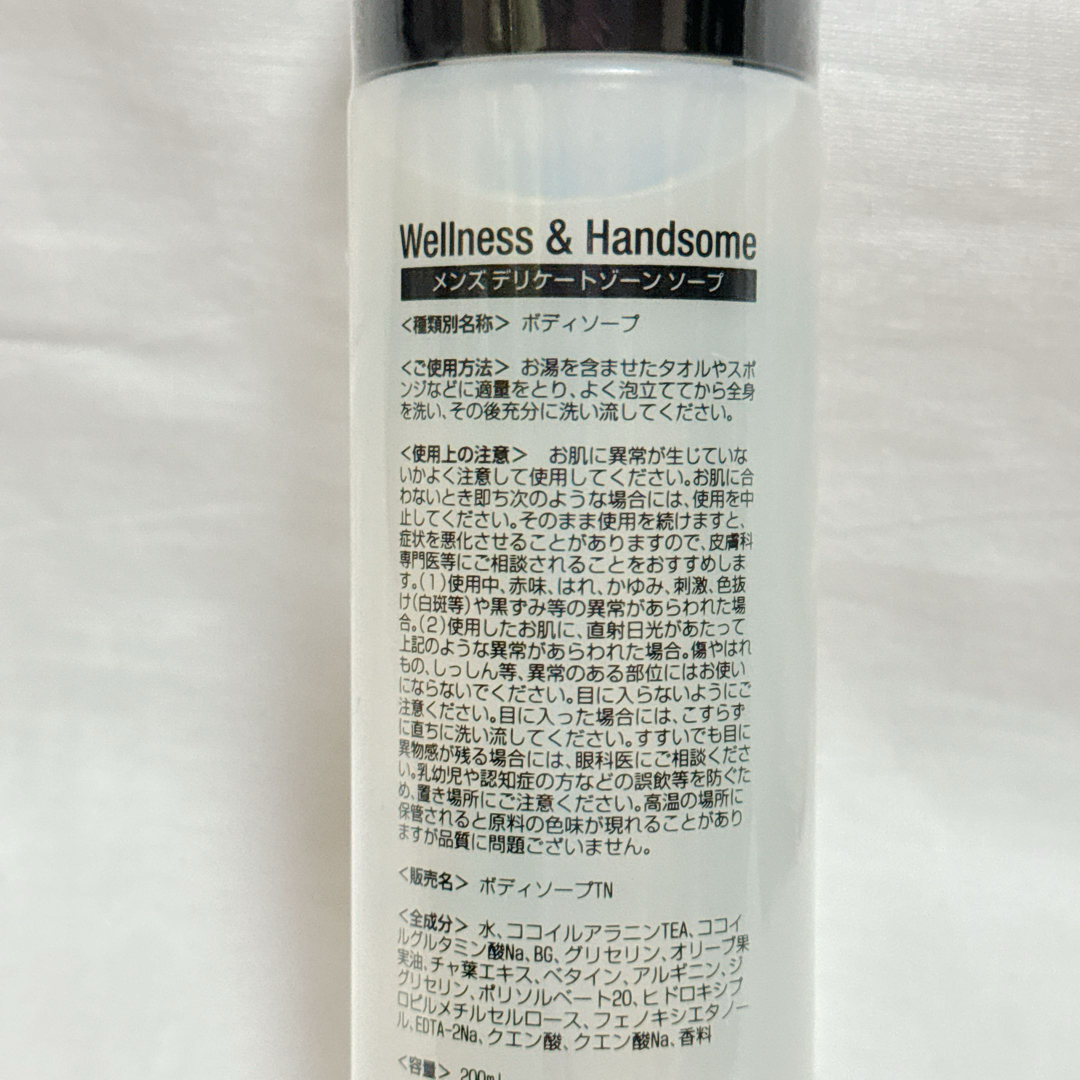 Wellness & Handsome
メンズ デリケートゾーン ソープ
<種類別名称> ボディソープ
<ご使用方法> お湯を含ませたタオルやスポ
ンジなどに適量をとり、よく泡立ててから全身
を洗い、その後充分に洗い流してください。
<使用上の注意> お肌に異常が生じていな
いかよく注意して使用してください。お肌に合
わないとき即ち次のような場合には、使用を中
止してください。そのまま使用を続けますと、
症状を悪化させることがありますので、皮膚科
専門医等にご相談されることをおすすめしま
す。(1)使用中、赤味、はれ、かゆみ、刺激、色抜
け(白斑等)や黒ずみ等の異常があらわれた場
合。(2)使用したお肌に、直射日光があたって
上記のような異常があらわれた場合。傷やはれ
もの、しっしん等、異常のある部位にはお使い
にならないでください。目に入らないようにご
注意ください。目に入った場合には、こすらず
に直ちに洗い流してください。すすいでも目に
異物感が残る場合には、眼科医にご相談くださ
い。乳幼児や認知症の方などの誤飲等を防ぐた
め、置き場所にご注意ください。高温の場所に
保管されると原料の色味が現れることがあり
ますが品質に問題ございません。
<販売名> ボディソープTN
<全成分> 水、ココイルアラニンTEA、ココイ
ルグルタミン酸Na、BG、グリセリン、オリーブ果
実油、チャ葉エキス、ベタイン、アルギニン、ジ
グリセリン、ポリソルベート20、ヒドロキシプ
ロピルメチルセルロース、フェノキシエタノー
ル、EDTA-2Na、クエン酸、クエン酸Na、香料
<容量> 200mL